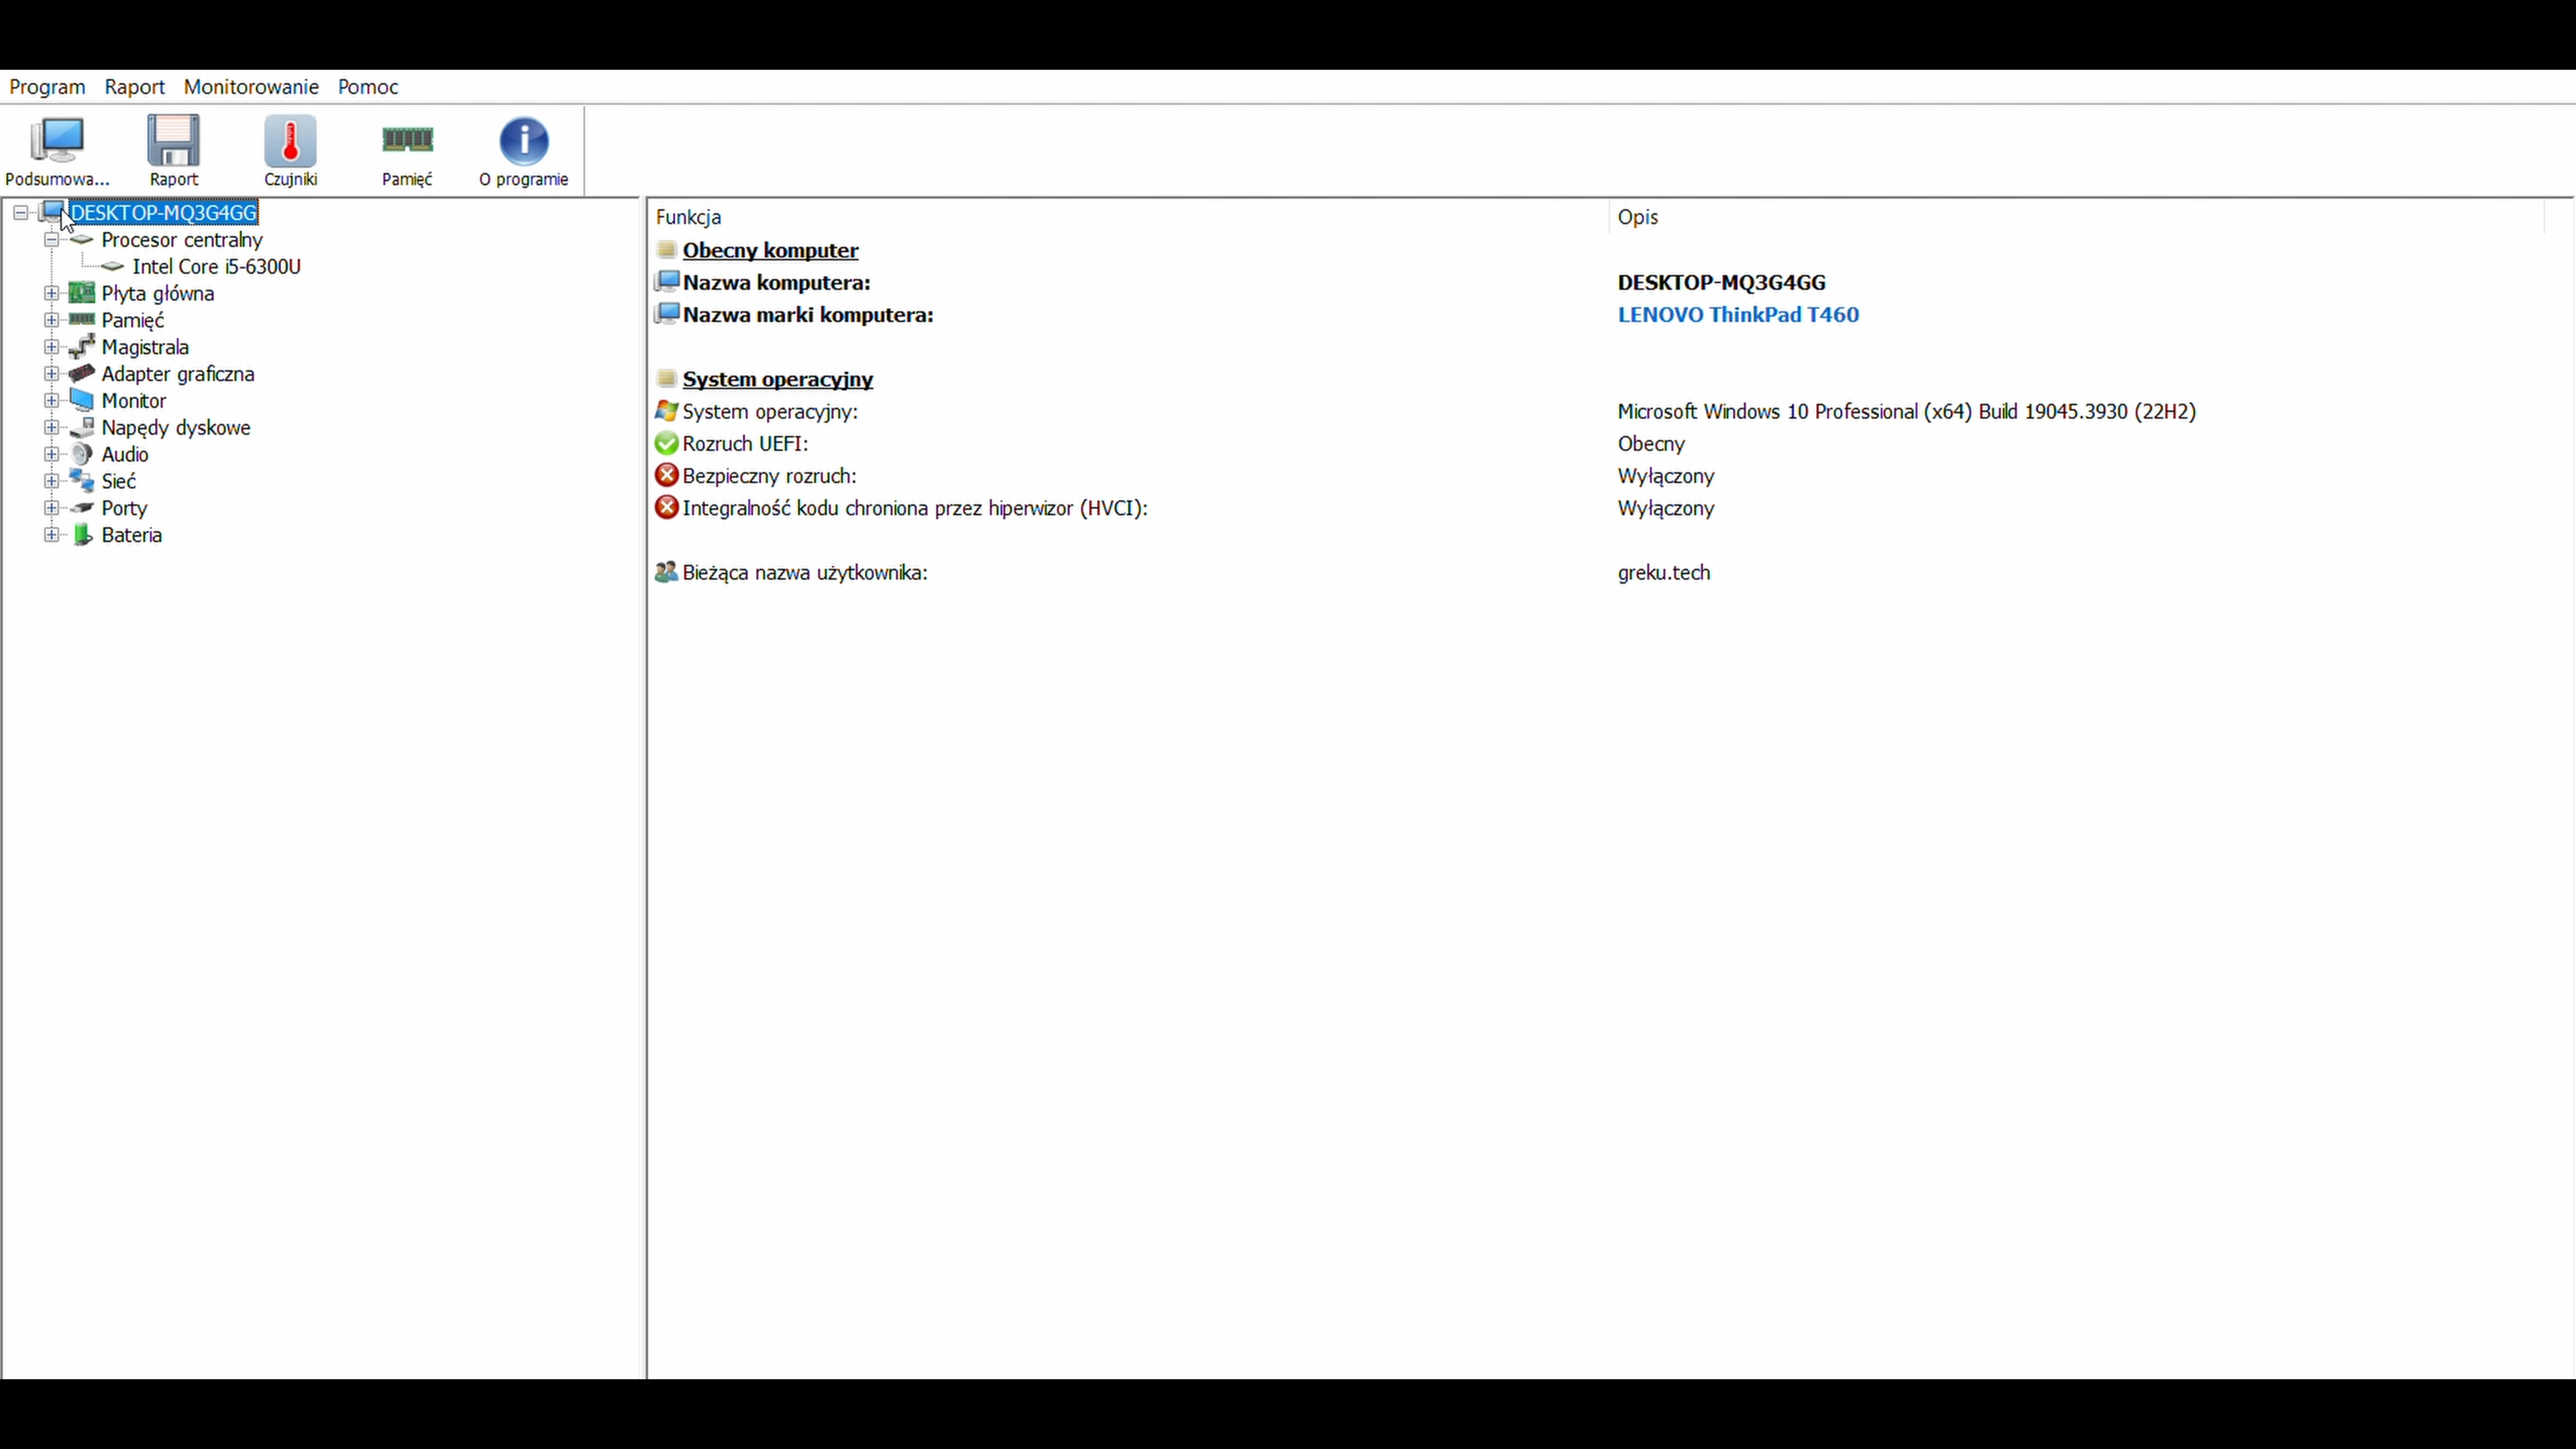 Program Raport Monitorowanie Pomoc
Podsumowa... Raport Czujniki Pamięć O programie
DESKTOP-MQ3G4GG
Procesor centralny
Intel Core i5-6300U
Płyta główna
Pamięć
Magistrala
Adapter graficzna
Monitor
Napędy dyskowe
Audio
Sieć
Porty
Bateria
Funkcja Opis
Obecny komputer
Nazwa komputera: DESKTOP-MQ3G4GG
Nazwa marki komputera: LENOVO ThinkPad T460
System operacyjny
System operacyjny: Microsoft Windows 10 Professional (x64) Build 19045.3930 (22H2)
Rozruch UEFI: Obecny
Bezpieczny rozruch: Wyłączony
Integralność kodu chroniona przez hiperwizor (HVCI): Wyłączony
Bieżąca nazwa użytkownika: greku.tech